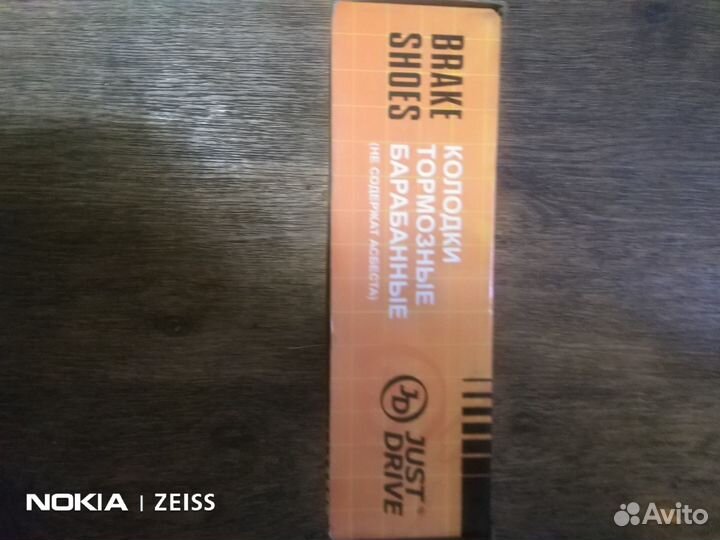 BRAKE
SHOES
КОЛОДКИ
ТОРМОЗНЫЕ
БАРАБАННЫЕ
(НЕ СОДЕРЖАТ АСБЕСТА)
JD
JUST
DRIVE
NOKIA | ZEISS
Avito